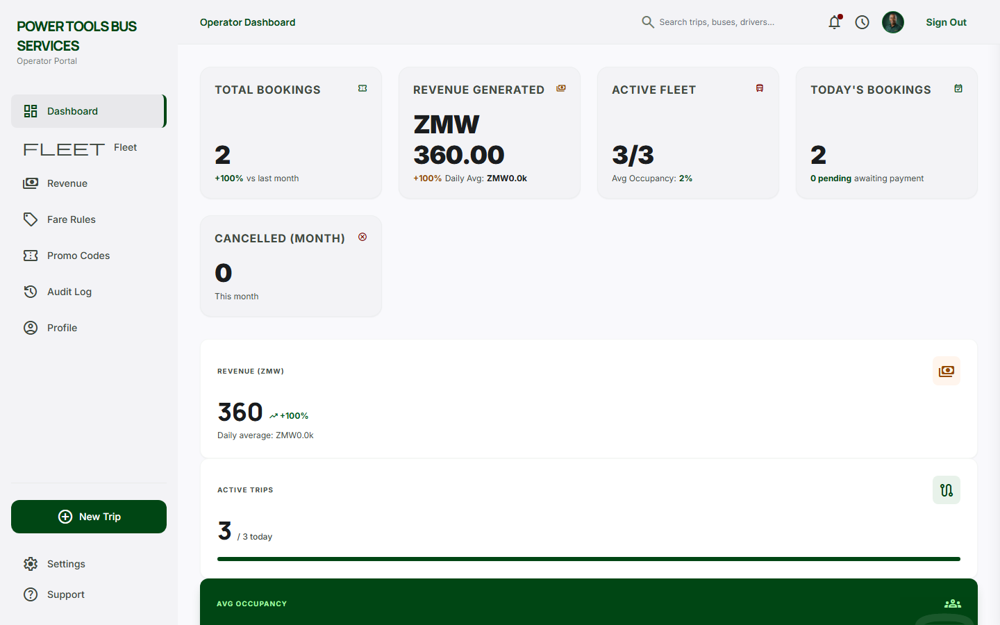 POWER TOOLS BUS
SERVICES
Operator Portal
Dashboard
FLEET Fleet
Revenue
Fare Rules
Promo Codes
Audit Log
Profile
New Trip
Settings
Support
Operator Dashboard
Search trips, buses, drivers...
Sign Out
TOTAL BOOKINGS
2
+100% vs last month
REVENUE GENERATED
ZMW
360.00
+100% Daily Avg: ZMW0.0k
ACTIVE FLEET
3/3
Avg Occupancy: 2%
TODAY'S BOOKINGS
2
0 pending awaiting payment
CANCELLED (MONTH)
0
This month
REVENUE (ZMW)
360 +100%
Daily average: ZMW0.0k
ACTIVE TRIPS
3 / 3 today
AVG OCCUPANCY